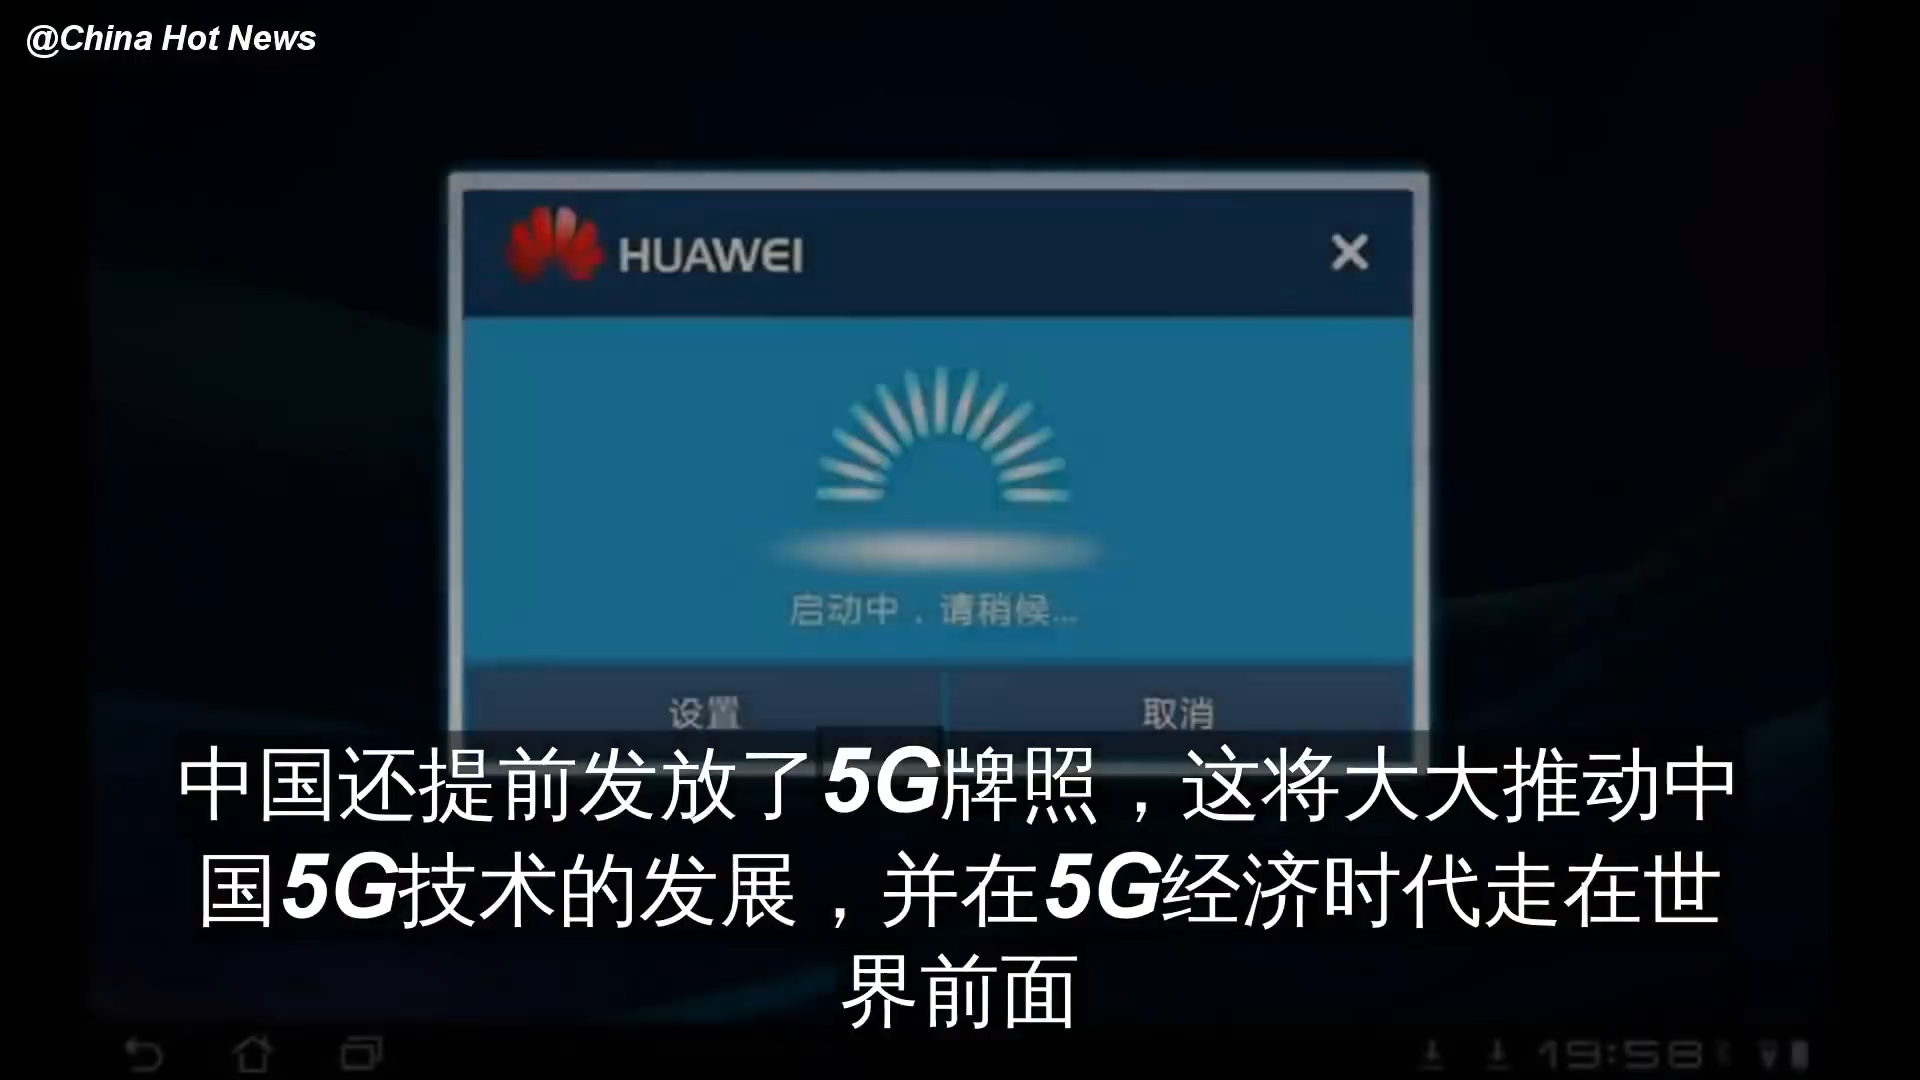 @China Hot News
HUAWEI
启动中，请稍候...
设置
取消
中国还提前发放了5G牌照，这将大大推动中
国5G技术的发展，并在5G经济时代走在世
界前面
19:58